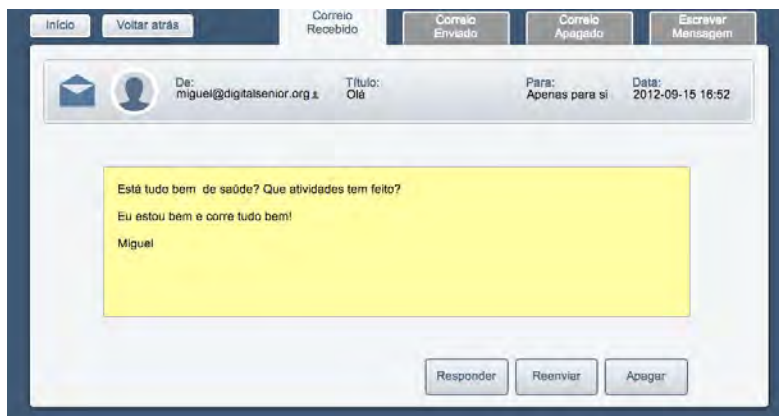 Início
Voltar atrás
Correio
Recebido
Correio
Enviado
Correio
Apagado
Escrever
Mensagem
De:
miguel@digitalsenior.org
Título:
Olá
Para:
Apenas para si
Data:
2012-09-15 16:52
Está tudo bem de saúde? Que atividades tem feito?
Eu estou bem e corre tudo bem!
Miguel
Responder
Reenviar
Apagar